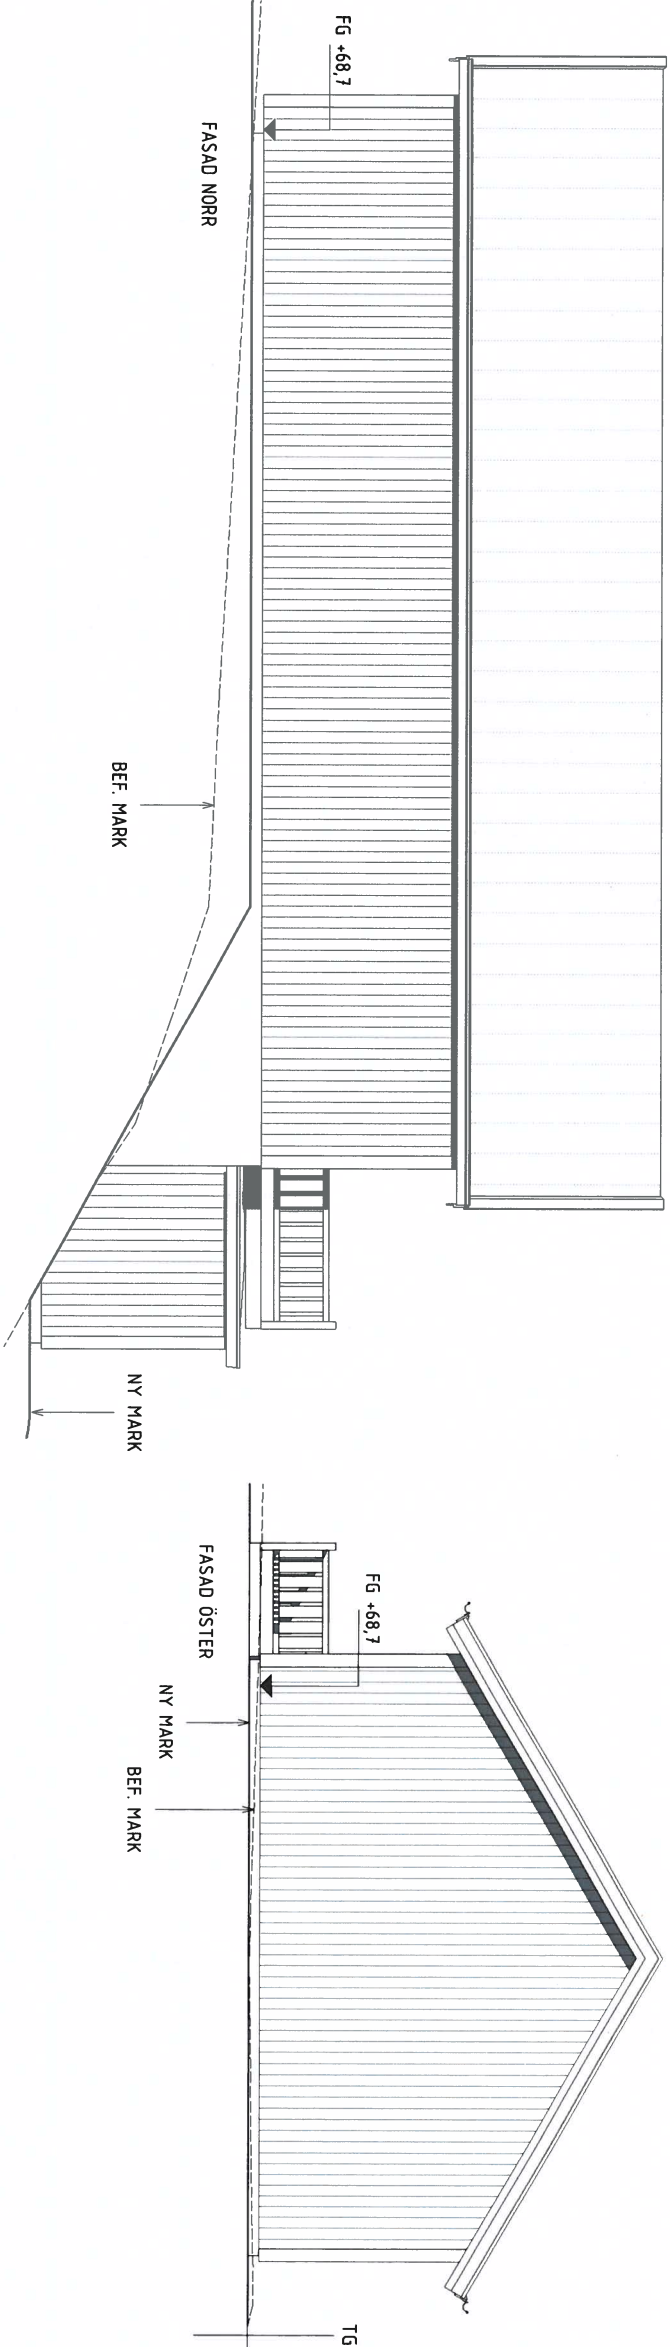 FG +68,7
FASAD NORR
BEF. MARK
NY MARK
FG +68,7
FASAD ÖSTER
NY MARK
BEF. MARK
TG